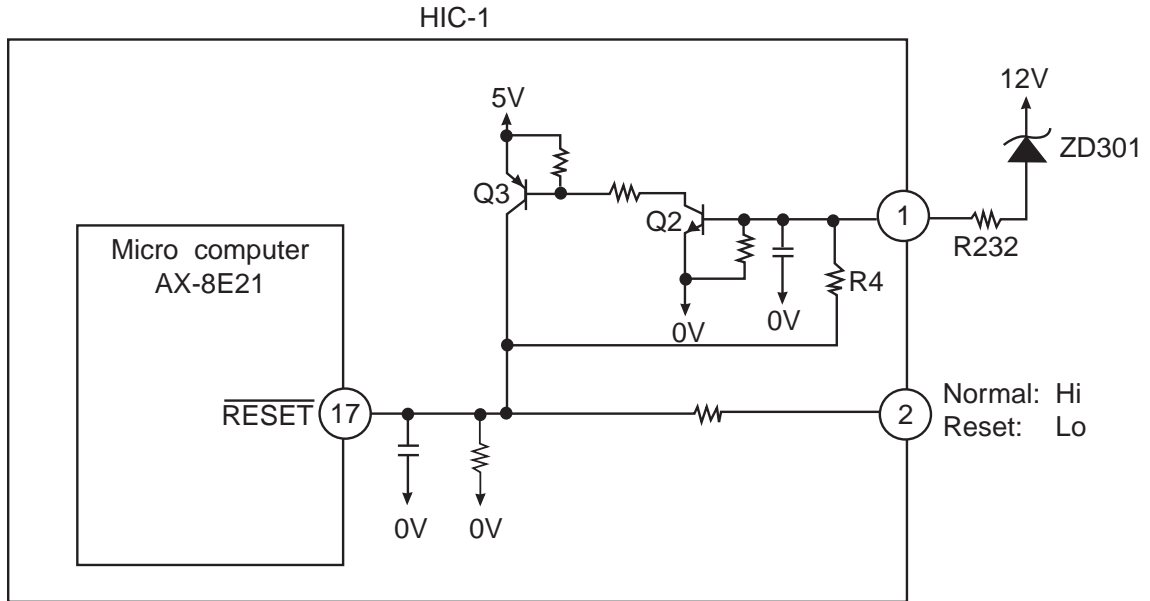 HIC-1
12V
ZD301
5V
Q3
Q2
1
R232
Micro computer
AX-8E21
R4
0V
0V
RESET
17
2
Normal: Hi
Reset: Lo
0V
0V